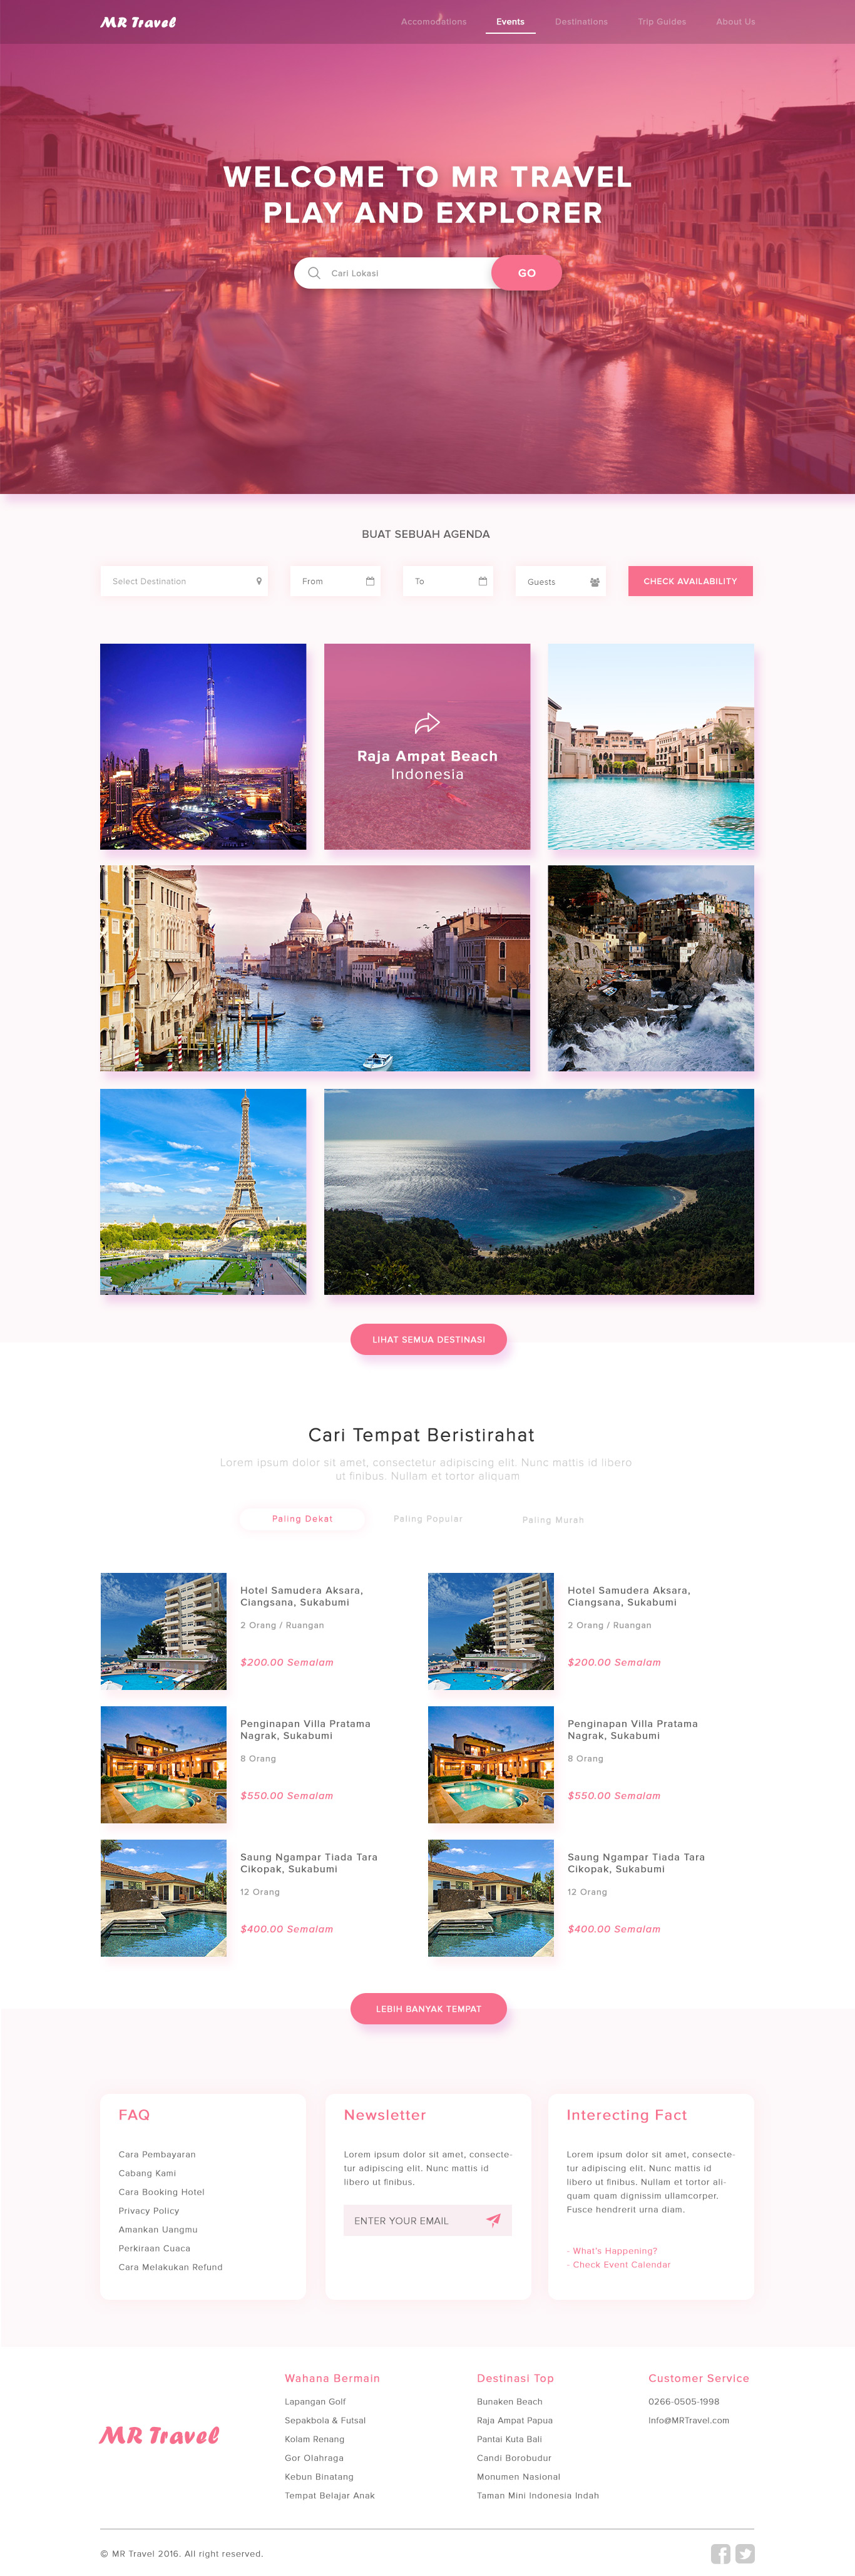 MR Travel
Accomodations
Events
Destinations
Trip Guides
About Us
WELCOME TO MR TRAVEL
PLAY AND EXPLORER
Cari Lokasi
GO
BUAT SEBUAH AGENDA
Select Destination
From
To
Guests
CHECK AVAILABILITY
Raja Ampat Beach
Indonesia
LIHAT SEMUA DESTINASI
Cari Tempat Beristirahat
Lorem ipsum dolor sit amet, consectetur adipiscing elit. Nunc mattis id libero
ut finibus. Nullam et tortor aliquam
Paling Dekat
Paling Popular
Paling Murah
Hotel Samudera Aksara,
Ciangsana, Sukabumi
2 Orang / Ruangan
$200.00 Semalam
Hotel Samudera Aksara,
Ciangsana, Sukabumi
2 Orang / Ruangan
$200.00 Semalam
Penginapan Villa Pratama
Nagrak, Sukabumi
8 Orang
$550.00 Semalam
Penginapan Villa Pratama
Nagrak, Sukabumi
8 Orang
$550.00 Semalam
Saung Ngampar Tiada Tara
Cikopak, Sukabumi
12 Orang
$400.00 Semalam
Saung Ngampar Tiada Tara
Cikopak, Sukabumi
12 Orang
$400.00 Semalam
LEBIH BANYAK TEMPAT
FAQ
Cara Pembayaran
Cabang Kami
Cara Booking Hotel
Privacy Policy
Amankan Uangmu
Perkiraan Cuaca
Cara Melakukan Refund
Newsletter
Lorem ipsum dolor sit amet, consecte-
tur adipiscing elit. Nunc mattis id
libero ut finibus.
ENTER YOUR EMAIL
Interecting Fact
Lorem ipsum dolor sit amet, consecte-
tur adipiscing elit. Nunc mattis id
libero ut finibus. Nullam et tortor ali-
quam quam dignissim ullamcorper.
Fusce hendrerit urna diam.
- What's Happening?
- Check Event Calendar
MR Travel
Wahana Bermain
Lapangan Golf
Sepakbola & Futsal
Kolam Renang
Gor Olahraga
Kebun Binatang
Tempat Belajar Anak
Destinasi Top
Bunaken Beach
Raja Ampat Papua
Pantai Kuta Bali
Candi Borobudur
Monumen Nasional
Taman Mini Indonesia Indah
Customer Service
0266-0505-1998
Info@MRTravel.com
© MR Travel 2016. All right reserved.